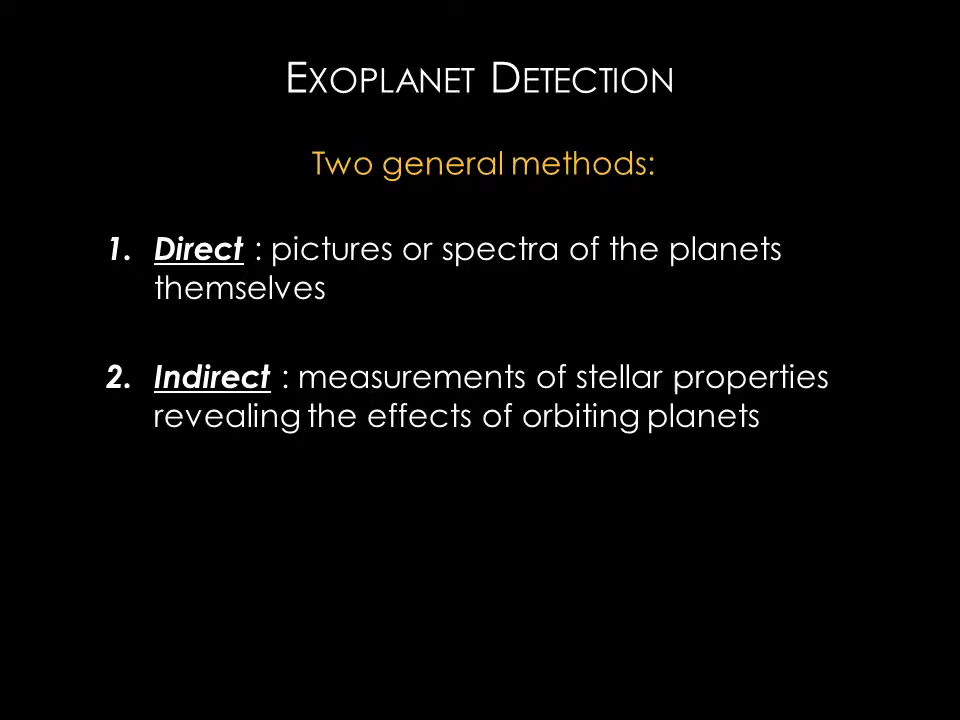 Exoplanet Detection
Two general methods:
1. Direct : pictures or spectra of the planets
themselves
2. Indirect : measurements of stellar properties
revealing the effects of orbiting planets